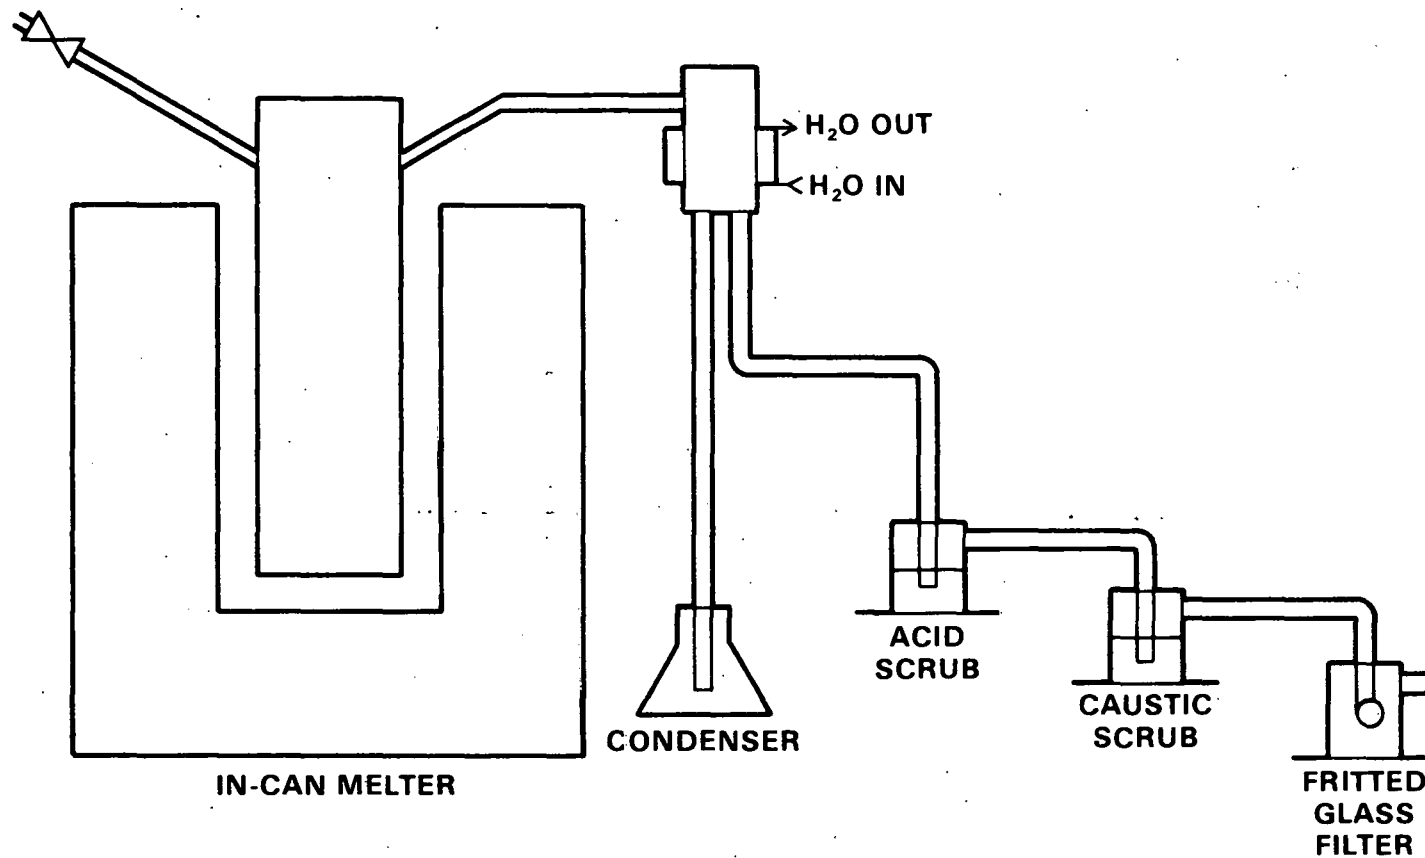 H₂O OUT
H₂O IN
ACID
SCRUB
CAUSTIC
SCRUB
CONDENSER
IN-CAN MELTER
FRITTED
GLASS
FILTER